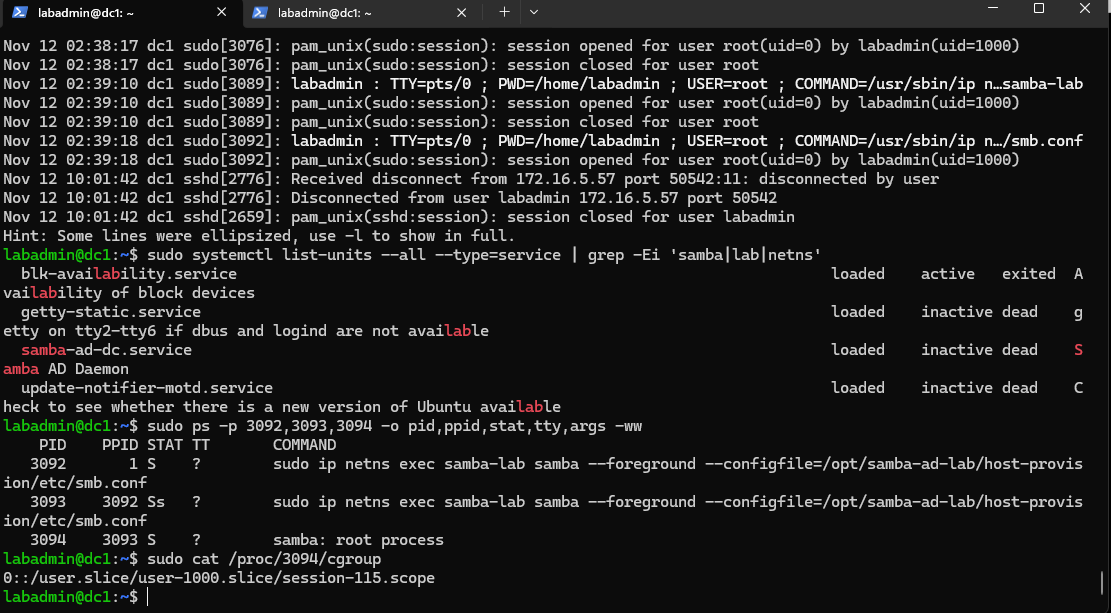 labadmin@dc1: ~
labadmin@dc1: ~
Nov 12 02:38:17 dc1 sudo[3076]: pam_unix(sudo:session): session opened for user root(uid=0) by labadmin(uid=1000)
Nov 12 02:38:17 dc1 sudo[3076]: pam_unix(sudo:session): session closed for user root
Nov 12 02:39:10 dc1 sudo[3089]: labadmin : TTY=pts/0 ; PWD=/home/labadmin ; USER=root ; COMMAND=/usr/sbin/ip n…samba-lab
Nov 12 02:39:10 dc1 sudo[3089]: pam_unix(sudo:session): session opened for user root(uid=0) by labadmin(uid=1000)
Nov 12 02:39:10 dc1 sudo[3089]: pam_unix(sudo:session): session closed for user root
Nov 12 02:39:18 dc1 sudo[3092]: labadmin : TTY=pts/0 ; PWD=/home/labadmin ; USER=root ; COMMAND=/usr/sbin/ip n…/smb.conf
Nov 12 02:39:18 dc1 sudo[3092]: pam_unix(sudo:session): session opened for user root(uid=0) by labadmin(uid=1000)
Nov 12 10:01:42 dc1 sshd[2776]: Received disconnect from 172.16.5.57 port 50542:11: disconnected by user
Nov 12 10:01:42 dc1 sshd[2776]: Disconnected from user labadmin 172.16.5.57 port 50542
Nov 12 10:01:42 dc1 sshd[2659]: pam_unix(sshd:session): session closed for user labadmin
Hint: Some lines were ellipsized, use -l to show in full.
labadmin@dc1:~$ sudo systemctl list-units --all --type=service | grep -Ei 'samba|lab|netns'
  blk-availability.service                                                                  loaded    active   exited  A
vailability of block devices
  getty-static.service                                                                      loaded    inactive dead    g
etty on tty2-tty6 if dbus and logind are not available
  samba-ad-dc.service                                                                       loaded    inactive dead    S
amba AD Daemon
  update-notifier-motd.service                                                              loaded    inactive dead    C
heck to see whether there is a new version of Ubuntu available
labadmin@dc1:~$ sudo ps -p 3092,3093,3094 -o pid,ppid,stat,tty,args -ww
    PID    PPID STAT TT       COMMAND
   3092       1 S    ?        sudo ip netns exec samba-lab samba --foreground --configfile=/opt/samba-ad-lab/host-provis
ion/etc/smb.conf
   3093    3092 Ss   ?        sudo ip netns exec samba-lab samba --foreground --configfile=/opt/samba-ad-lab/host-provis
ion/etc/smb.conf
   3094    3093 S    ?        samba: root process
labadmin@dc1:~$ sudo cat /proc/3094/cgroup
0::/user.slice/user-1000.slice/session-115.scope
labadmin@dc1:~$